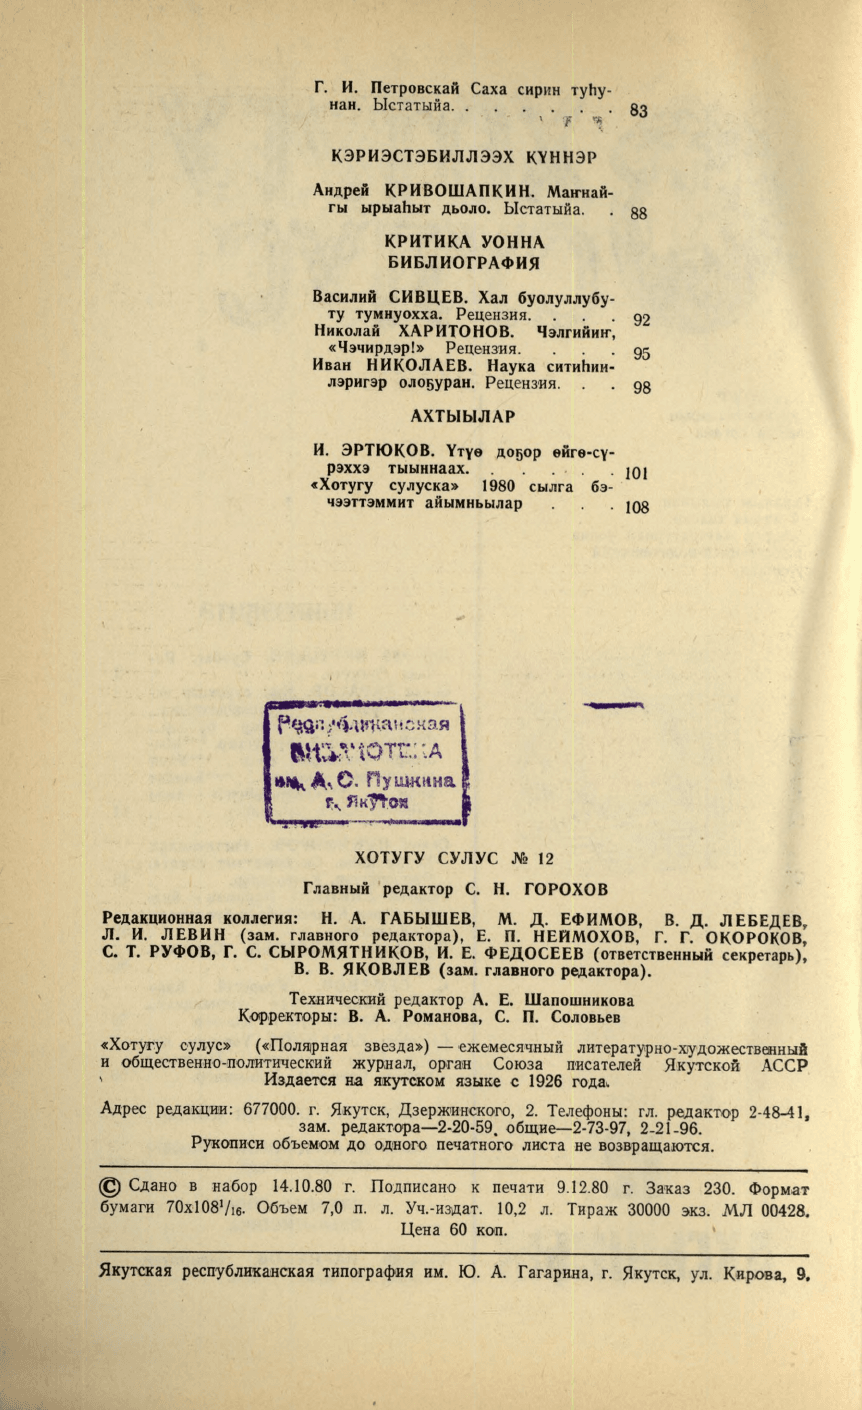 Г. И. Петровскай Саха сирин туһу-
нан. Ыстатыйа. . . . . . . 83
КЭРИЭСТЭБИЛЛЭЭХ КҮННЭР
Андрей КРИВОШАПКИН. Маҥнай-
гы ырыаһыт дьоло. Ыстатыйа. . 88
КРИТИКА УОННА
БИБЛИОГРАФИЯ
Василий СИВЦЕВ. Хал буолуллубу-
ту тумнуохха. Рецензия. . . . 92
Николай ХАРИТОНОВ. Чэлгийиҥ,
«Чэчирдэр!» Рецензия. . . . 95
Иван НИКОЛАЕВ. Наука ситиһии-
лэригэр олоҕуран. Рецензия. . . 98
АХТЫЫЛАР
И. ЭРТЮКОВ. Үтүө доҕор өйгө-сү-
рэххэ тыыннаах. . . . . . . 101
«Хотугу сулуска» 1980 сылга бэ-
чээттэммит айымньылар . . . 108
Республиканская
БИБЛИОТЕКА
им. А. С. Пушкина
г. Якутск
ХОТУГУ СУЛУС № 12
Главный редактор С. Н. ГОРОХОВ
Редакционная коллегия: Н. А. ГАБЫШЕВ, М. Д. ЕФИМОВ, В. Д. ЛЕБЕДЕВ,
Л. И. ЛЕВИН (зам. главного редактора), Е. П. НЕЙМОХОВ, Г. Г. ОКОРОКОВ,
С. Т. РУФОВ, Г. С. СЫРОМЯТНИКОВ, И. Е. ФЕДОСЕЕВ (ответственный секретарь),
В. В. ЯКОВЛЕВ (зам. главного редактора).
Технический редактор А. Е. Шапошникова
Корректоры: В. А. Романова, С. П. Соловьев
«Хотугу сулус» («Полярная звезда») — ежемесячный литературно-художественный
и общественно-политический журнал, орган Союза писателей Якутской АССР
Издается на якутском языке с 1926 года.
Адрес редакции: 677000. г. Якутск, Дзержинского, 2. Телефоны: гл. редактор 2-48-41,
зам. редактора—2-20-59, общие—2-73-97, 2-21-96.
Рукописи объемом до одного печатного листа не возвращаются.
© Сдано в набор 14.10.80 г. Подписано к печати 9.12.80 г. Заказ 230. Формат
бумаги 70х108¹/₁₆. Объем 7,0 п. л. Уч.-издат. 10,2 л. Тираж 30000 экз. МЛ 00428.
Цена 60 коп.
Якутская республиканская типография им. Ю. А. Гагарина, г. Якутск, ул. Кирова, 9.